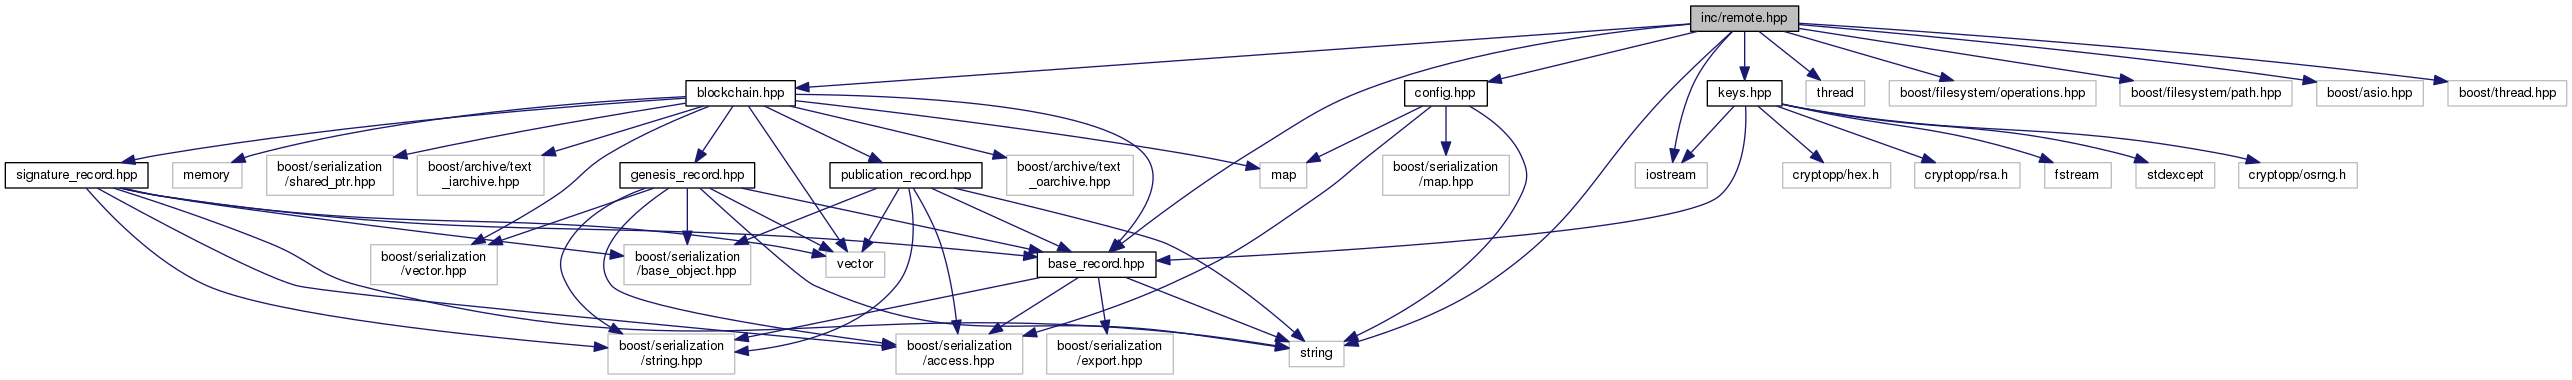 inc/remote.hpp
blockchain.hpp
config.hpp
keys.hpp
thread
boost/filesystem/operations.hpp
boost/filesystem/path.hpp
boost/asio.hpp
boost/thread.hpp
signature_record.hpp
memory
boost/serialization
/shared_ptr.hpp
boost/archive/text
_iarchive.hpp
genesis_record.hpp
publication_record.hpp
boost/archive/text
_oarchive.hpp
map
boost/serialization
/map.hpp
iostream
cryptopp/hex.h
cryptopp/rsa.h
fstream
stdexcept
cryptopp/osrng.h
boost/serialization
/vector.hpp
boost/serialization
/base_object.hpp
vector
base_record.hpp
boost/serialization
/string.hpp
boost/serialization
/access.hpp
boost/serialization
/export.hpp
string